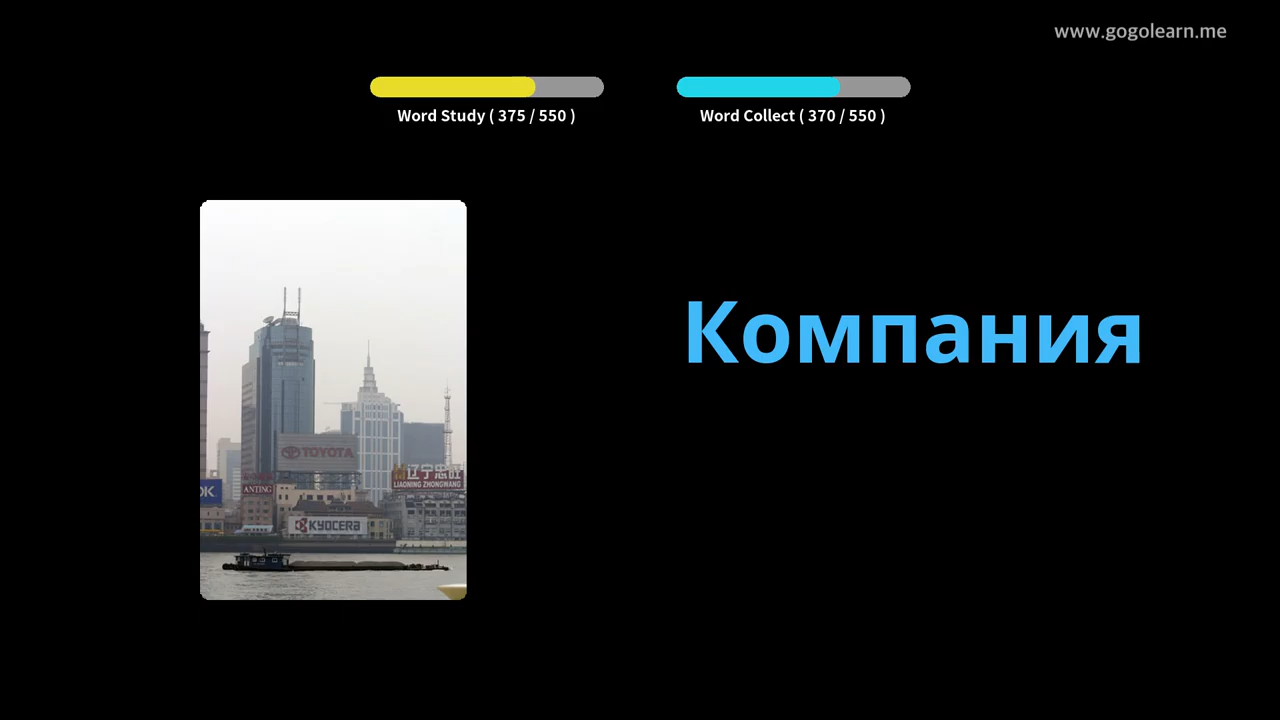 www.gogolearn.me
Word Study ( 375 / 550 )
Word Collect ( 370 / 550 )
Компания
TOYOTA
辽宁忠旺
LIAONING ZHONGWANG
OK
ANTING
KYOCERA